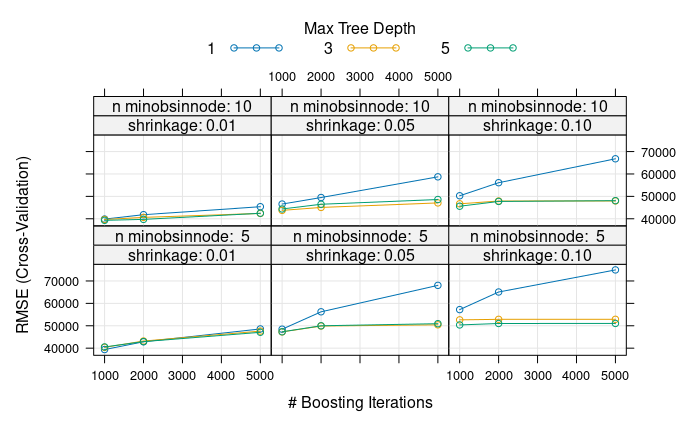 Max Tree Depth
1 3 5
1000 2000 3000 4000 5000
n minobsinnode: 10 n minobsinnode: 10 n minobsinnode: 10
shrinkage: 0.01 shrinkage: 0.05 shrinkage: 0.10
70000
60000
50000
40000
n minobsinnode: 5 n minobsinnode: 5 n minobsinnode: 5
shrinkage: 0.01 shrinkage: 0.05 shrinkage: 0.10
70000
60000
50000
40000
1000 2000 3000 4000 5000 1000 2000 3000 4000 5000
# Boosting Iterations
RMSE (Cross-Validation)